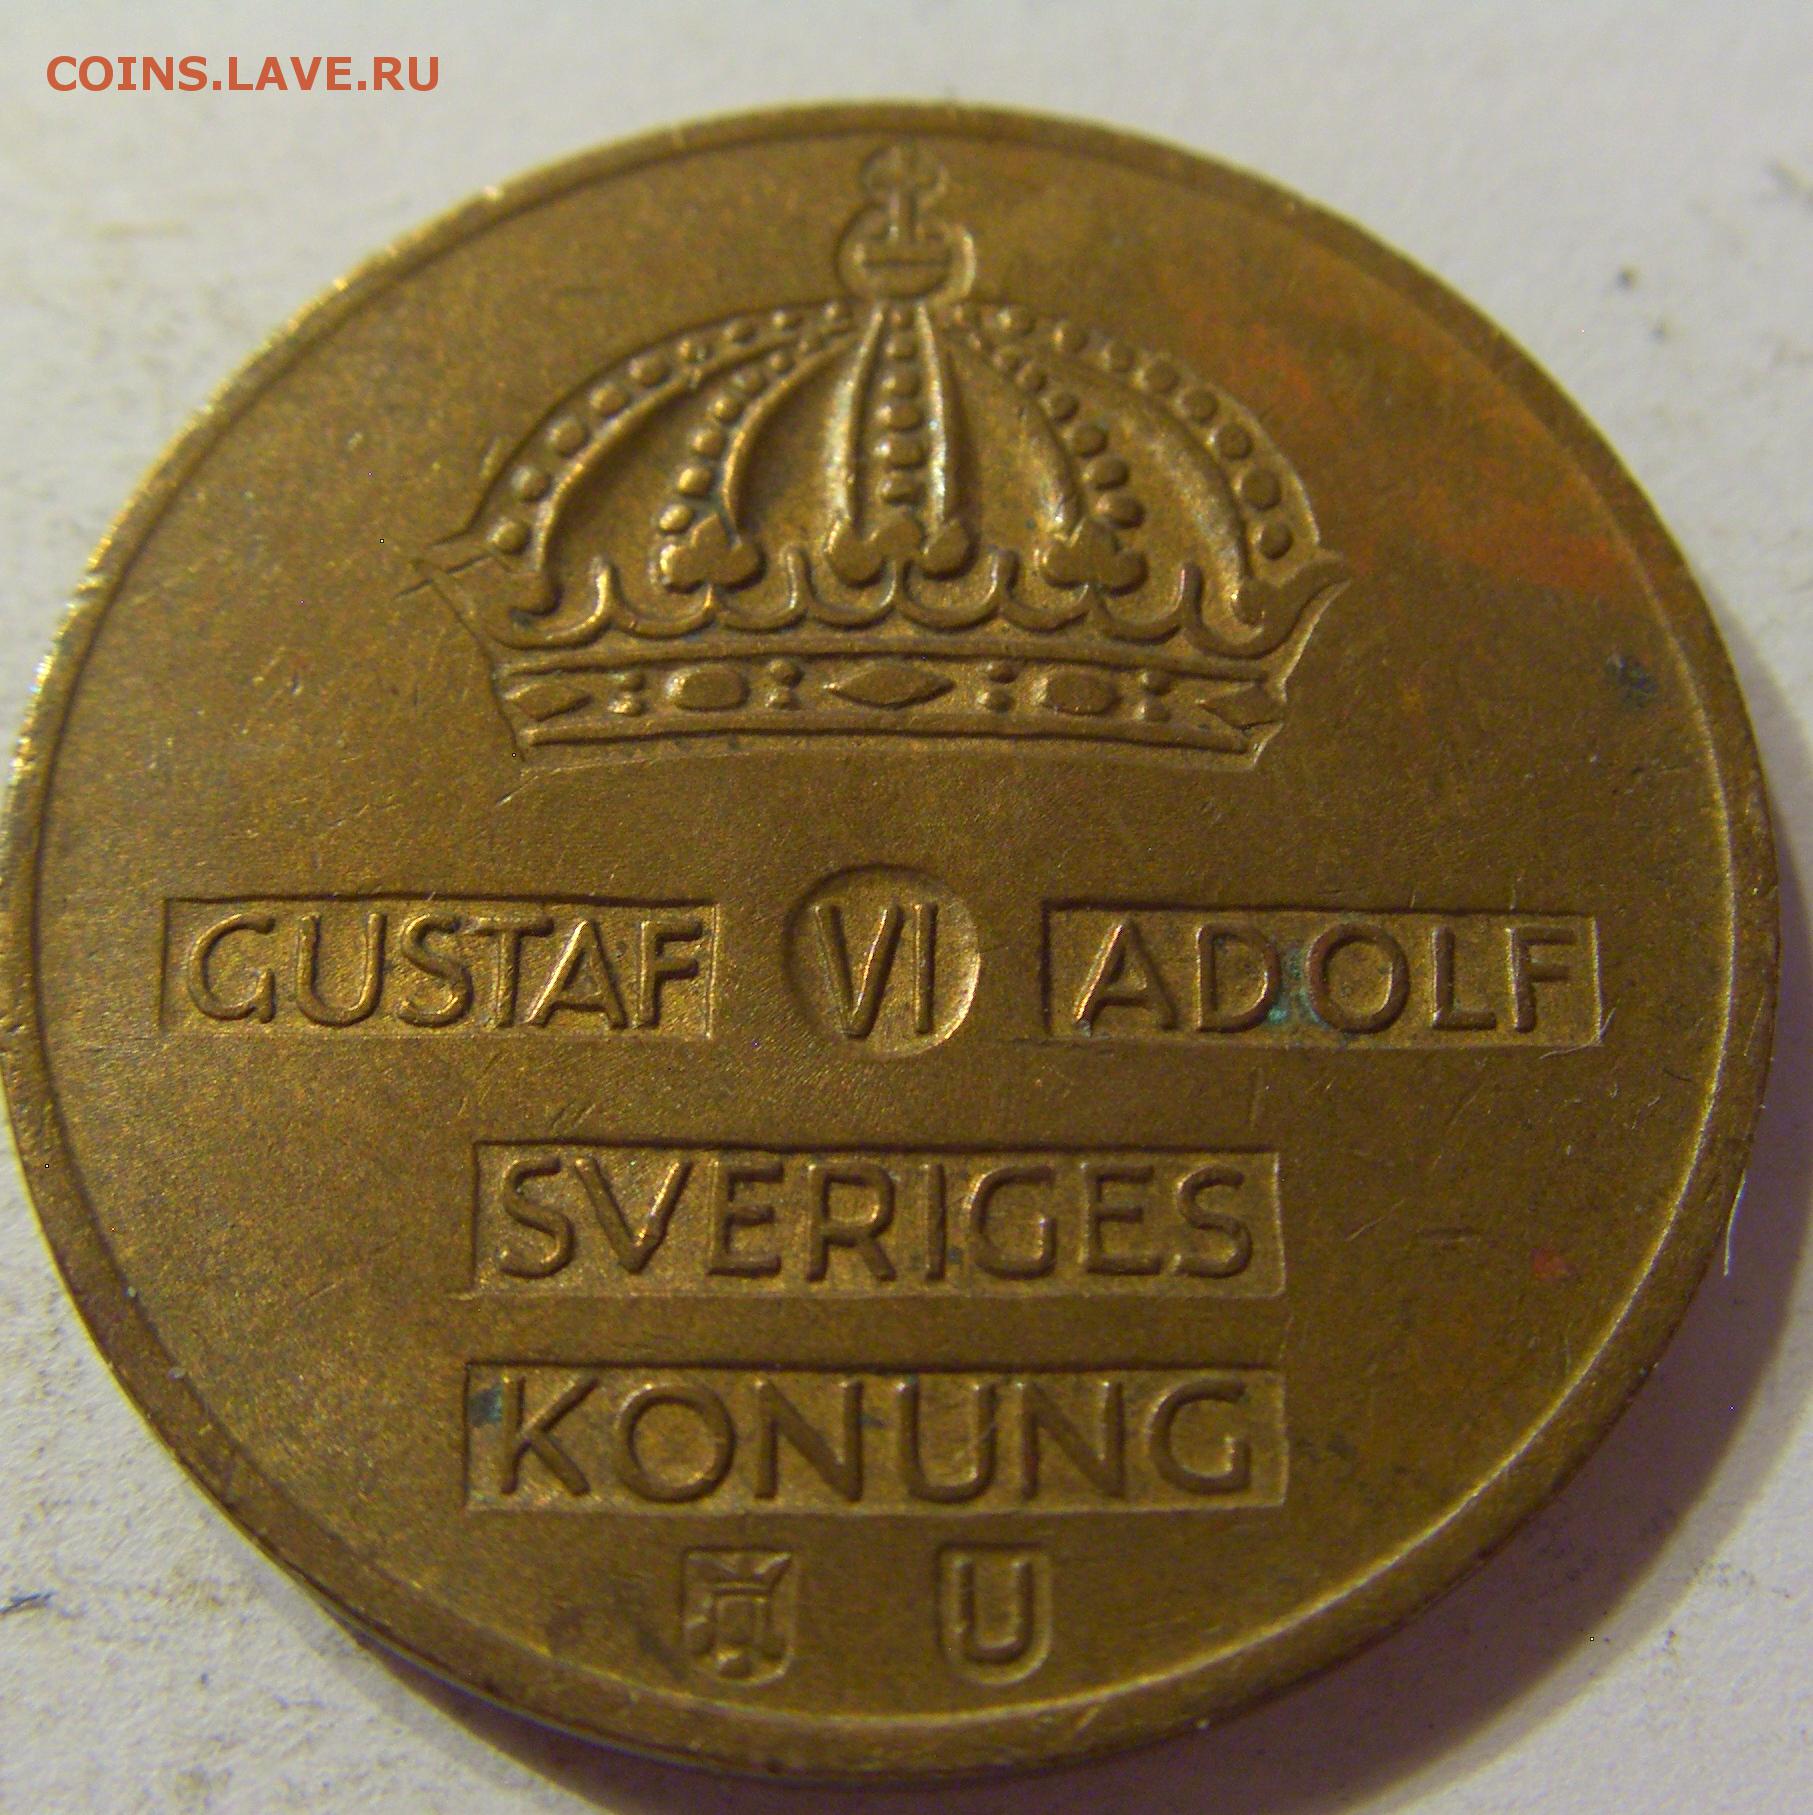 COINS.LAVE.RU
GUSTAF VI ADOLF
SVERIGES
KONUNG
U